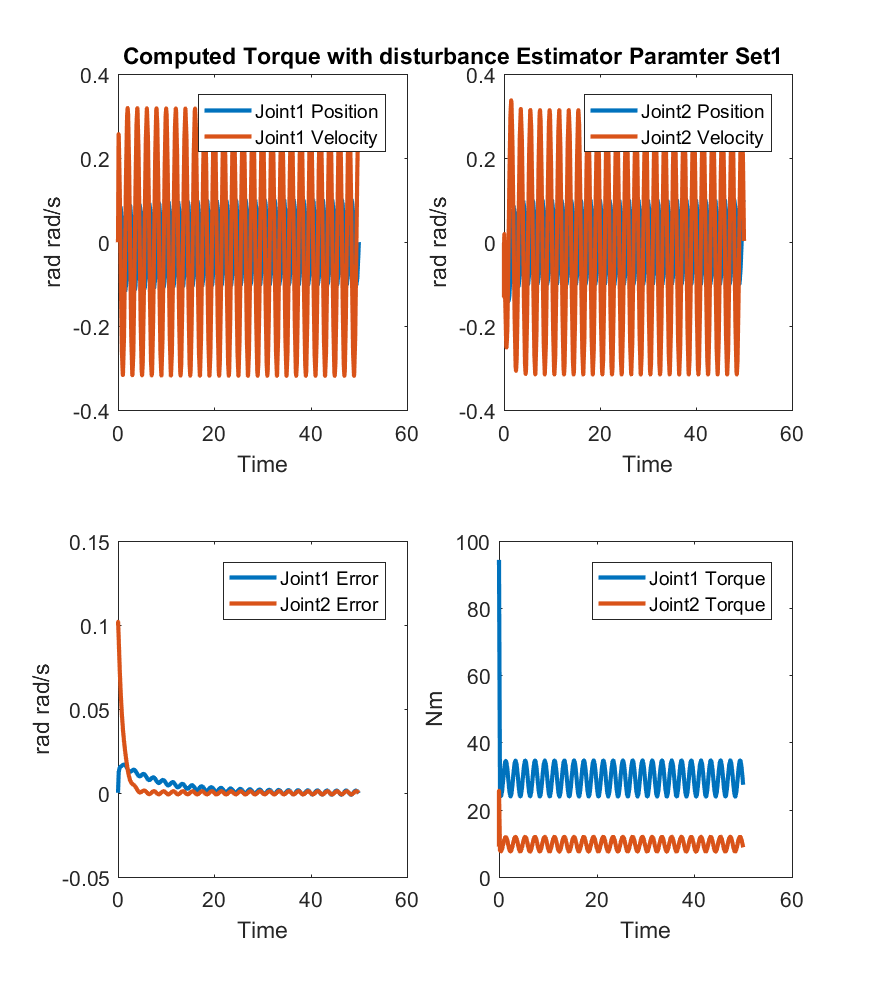 Computed Torque with disturbance Estimator Paramter Set1
0.4
0.2
0
-0.2
-0.4
rad rad/s
Joint1 Position
Joint1 Velocity
0 20 40 60
Time
0.4
0.2
0
-0.2
-0.4
rad rad/s
Joint2 Position
Joint2 Velocity
0 20 40 60
Time
0.15
0.1
0.05
0
-0.05
rad rad/s
Joint1 Error
Joint2 Error
0 20 40 60
Time
100
80
60
40
20
0
Nm
Joint1 Torque
Joint2 Torque
0 20 40 60
Time